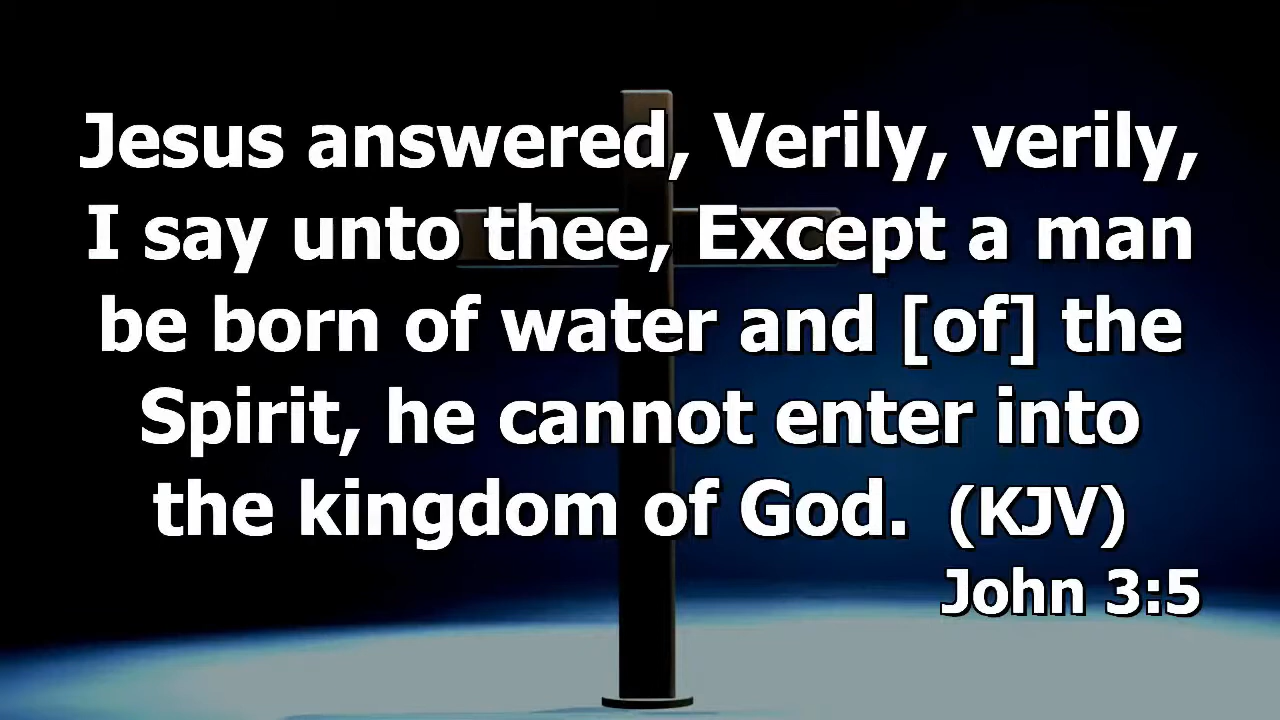 Jesus answered, Verily, verily,
I say unto thee, Except a man
be born of water and [of] the
Spirit, he cannot enter into
the kingdom of God. (KJV)
John 3:5